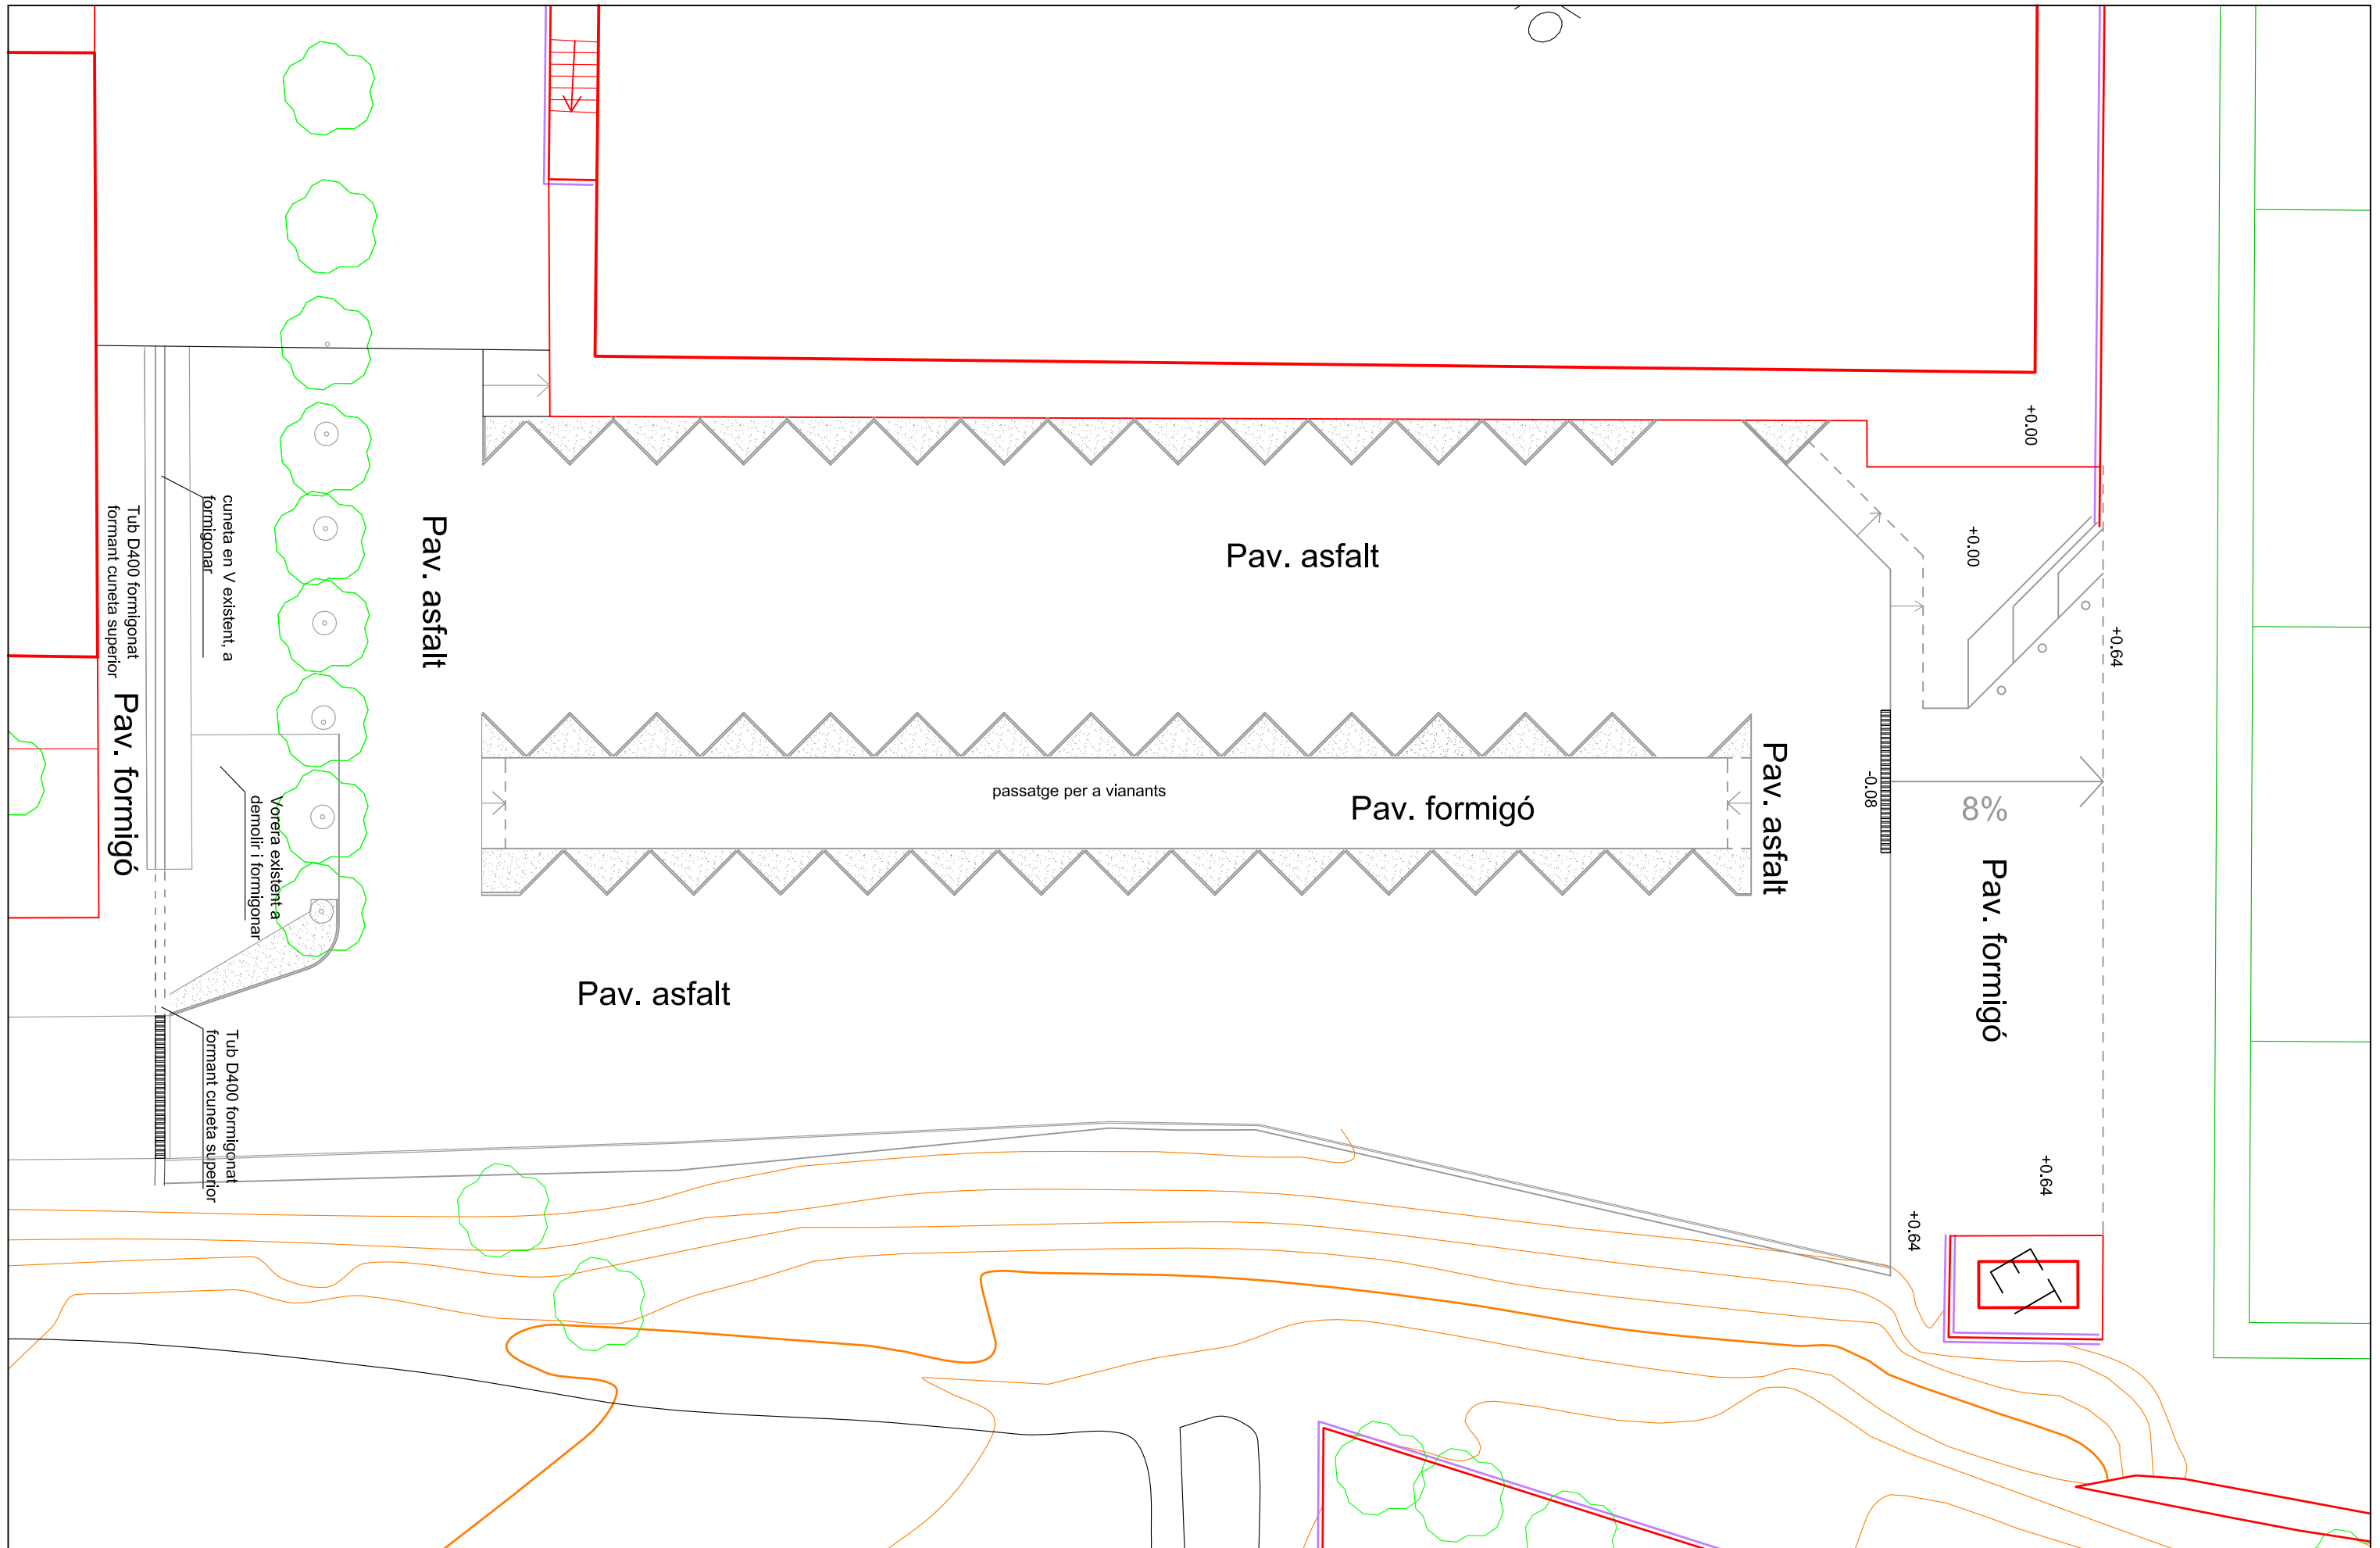 Pav. asfalt
Pav. asfalt
Pav. asfalt
Pav. asfalt
Pav. formigó
Pav. formigó
Pav. formigó
passatge per a vianants
cuneta en V existent, a
formigonar
Tub D400 formigonat
formant cuneta superior
Vorera existent a
demolir i formigonar
Tub D400 formigonat
formant cuneta superior
+0.00
+0.00
+0.64
-0.08
8%
+0.64
+0.64
ET